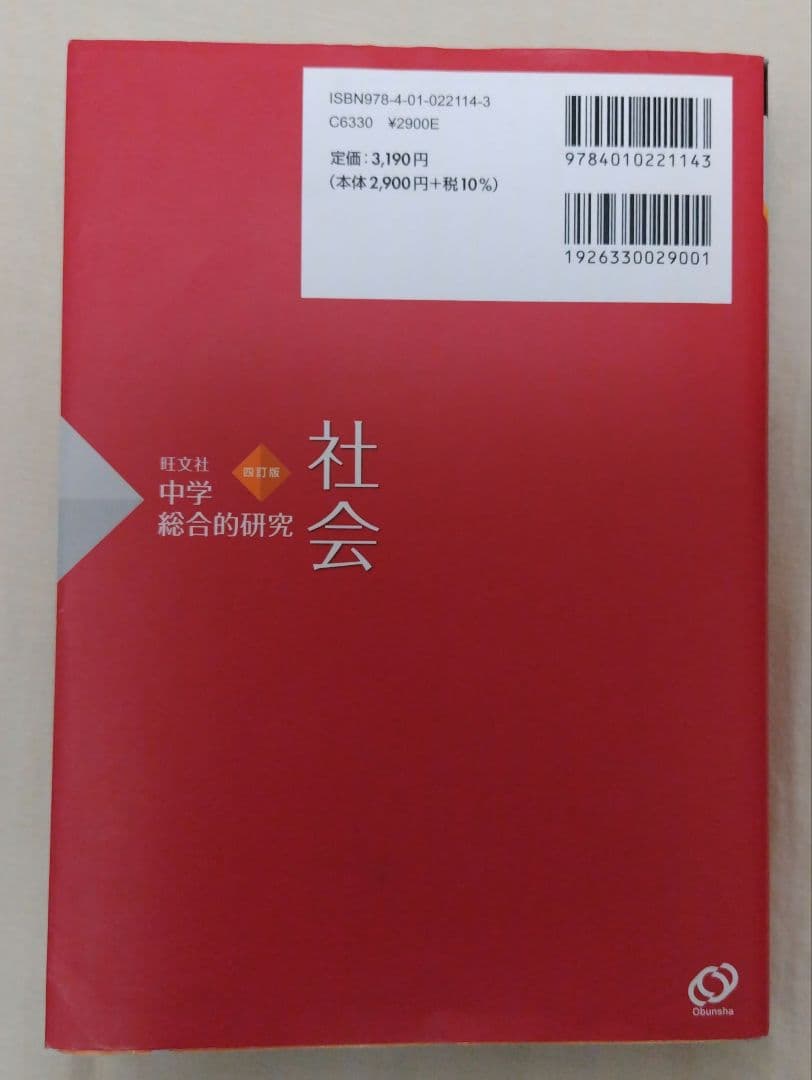 ISBN978-4-01-022114-3
C6330 ¥2900E
定価：3,190円
（本体2,900円＋税10％）
9784010221143
1926330029001
旺文社
中学
総合的研究
四訂版
社会
Obunsha